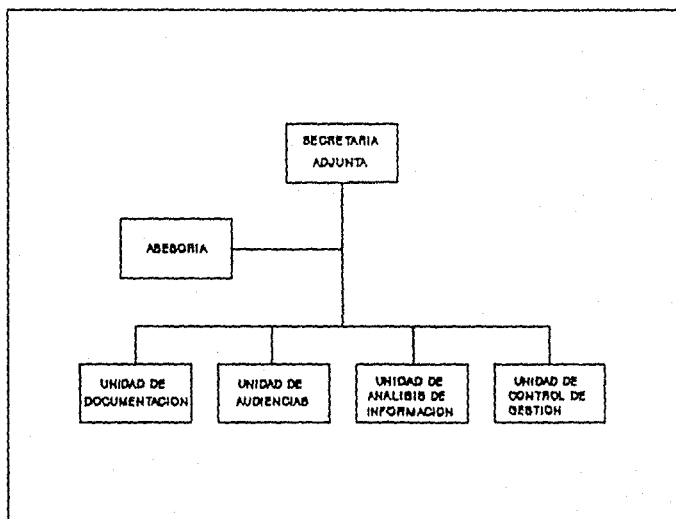 SECRETARIA
ADJUNTA
ASESORIA
UNIDAD DE
DOCUMENTACION
UNIDAD DE
AUDIENCIAS
UNIDAD DE
ANALISIS DE
INFORMACION
UNIDAD DE
CONTROL DE
GESTION